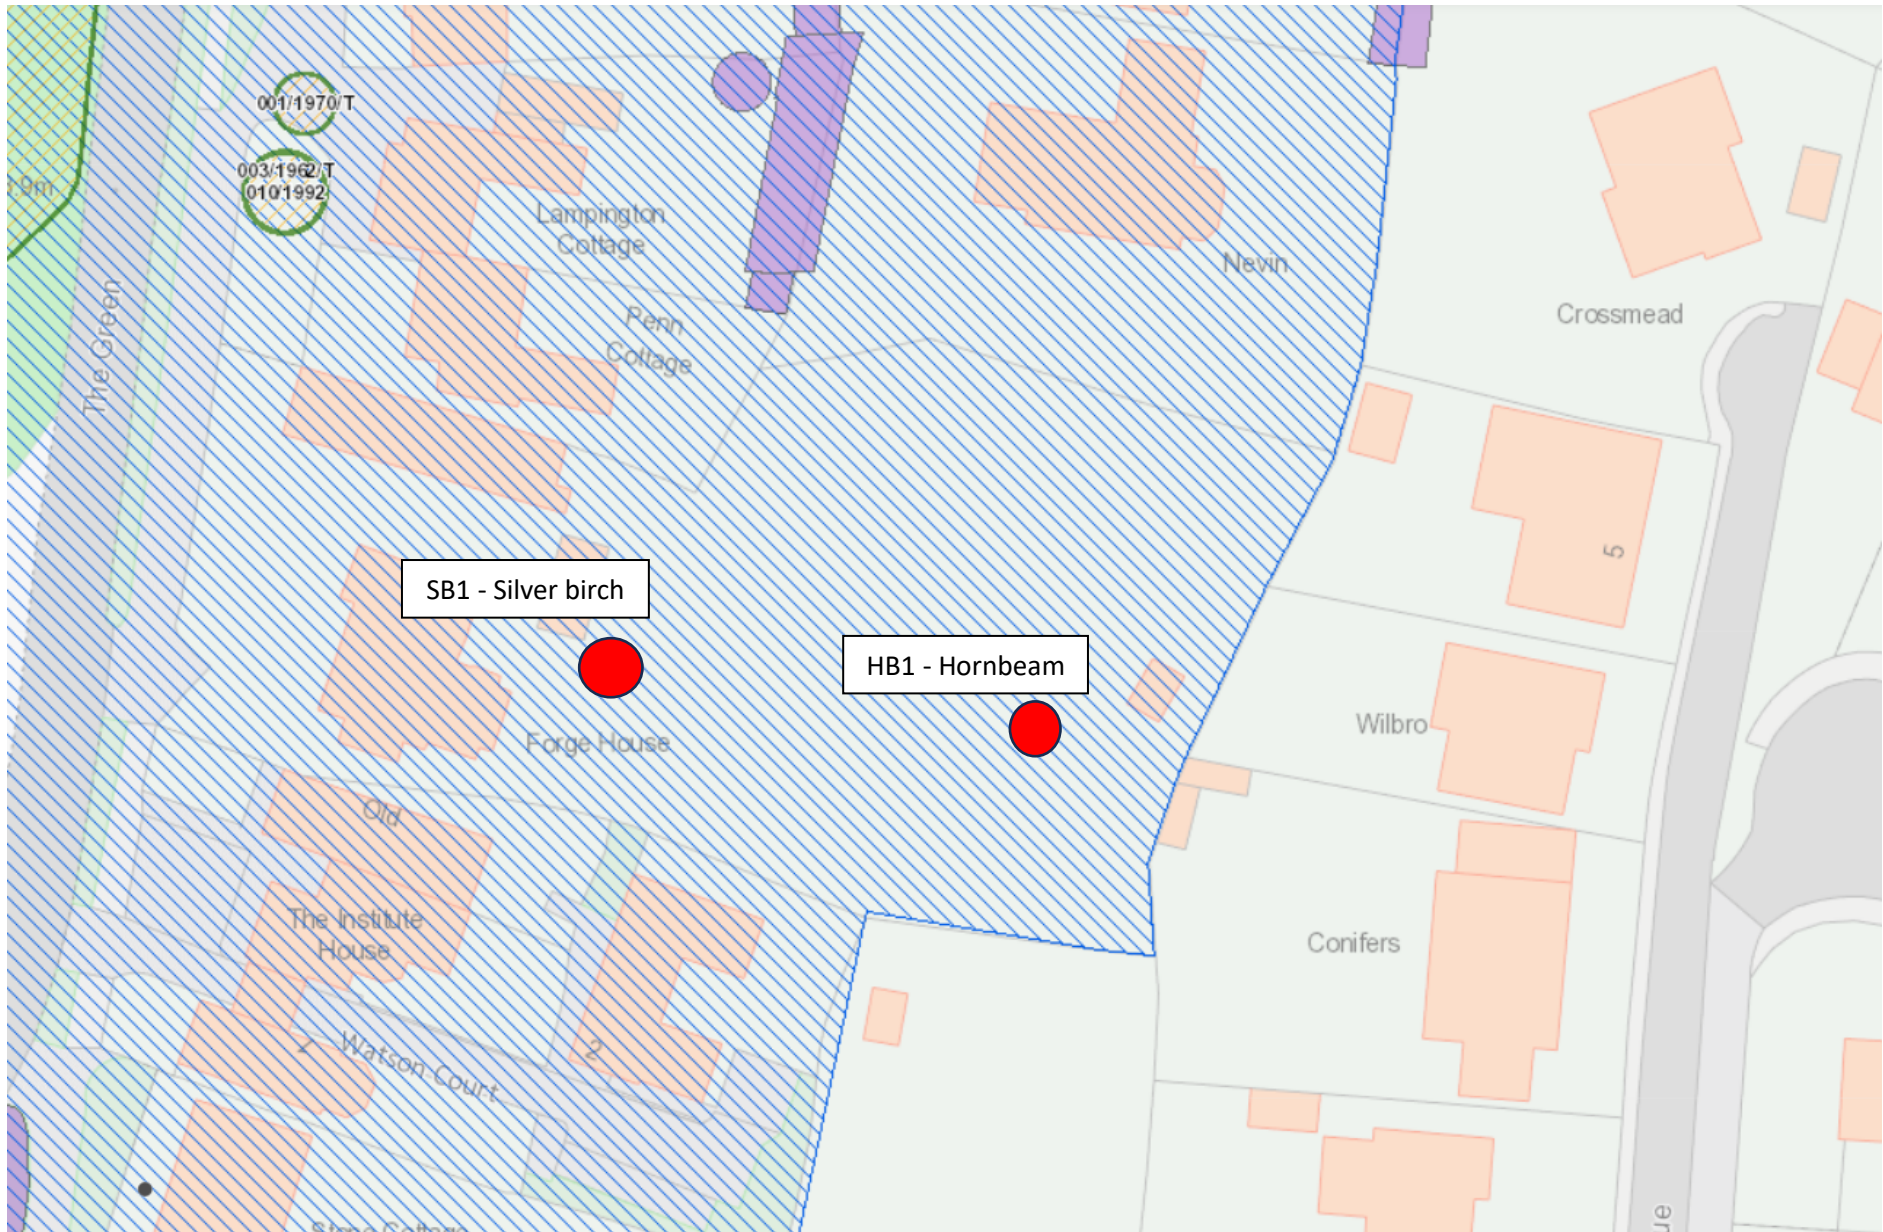 001/1970/T
003/1962/T
010/1992
Lampington
Cottage
Nevin
The Green
Penn
Cottage
Crossmead
5
SB1 - Silver birch
HB1 - Hornbeam
Forge House
Wilbro
Old
The Institute
House
Conifers
2
Watson Court